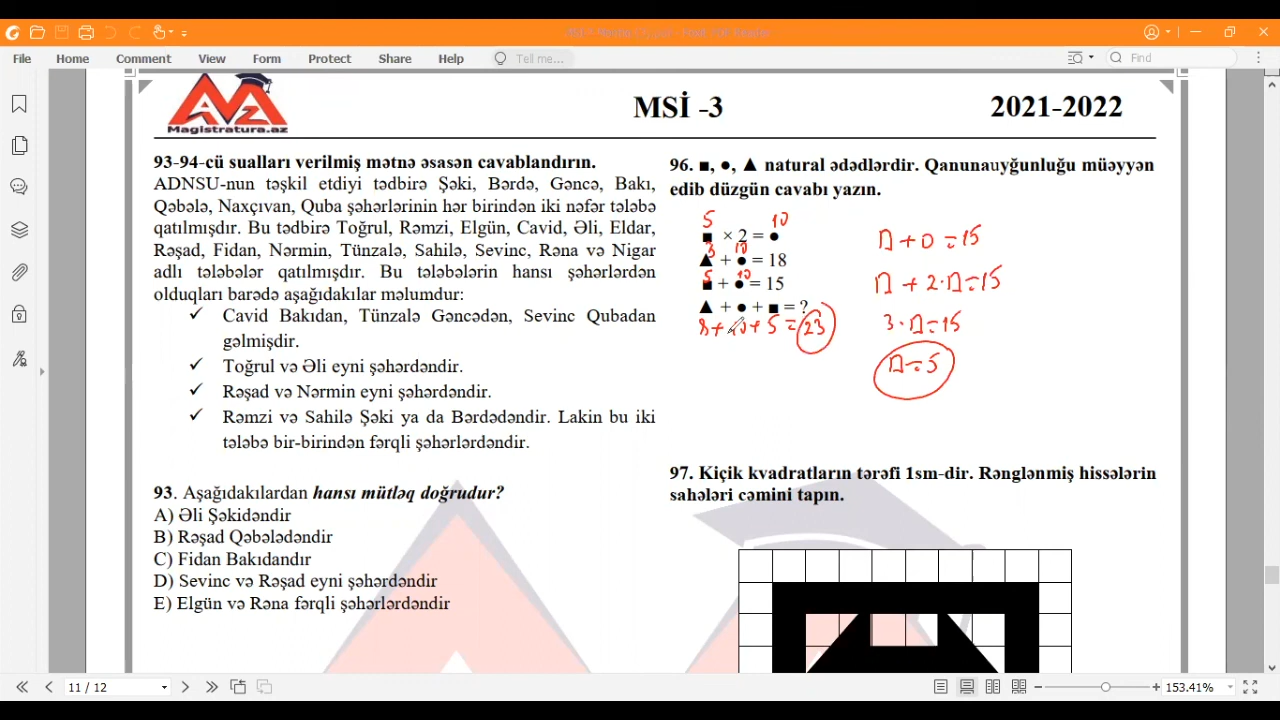 File Home Comment View Form Protect Share Help Tell me... Find
Magistratura.az
MSİ -3
2021-2022
93-94-cü sualları verilmiş mətnə əsasən cavablandırın.
ADNSU-nun təşkil etdiyi tədbirə Şəki, Bərdə, Gəncə, Bakı,
Qəbələ, Naxçıvan, Quba şəhərlərinin hər birindən iki nəfər tələbə
qatılmışdır. Bu tədbirə Toğrul, Rəmzi, Elgün, Cavid, Əli, Eldar,
Rəşad, Fidan, Nərmin, Tünzalə, Sahilə, Sevinc, Rəna və Nigar
adlı tələbələr qatılmışdır. Bu tələbələrin hansı şəhərlərdən
olduqları barədə aşağıdakılar məlumdur:
✓ Cavid Bakıdan, Tünzalə Gəncədən, Sevinc Qubadan
gəlmişdir.
✓ Toğrul və Əli eyni şəhərdəndir.
✓ Rəşad və Nərmin eyni şəhərdəndir.
✓ Rəmzi və Sahilə Şəki ya da Bərdədəndir. Lakin bu iki
tələbə bir-birindən fərqli şəhərlərdəndir.
93. Aşağıdakılardan hansı mütləq doğrudur?
A) Əli Şəkidəndir
B) Rəşad Qəbələdəndir
C) Fidan Bakıdandır
D) Sevinc və Rəşad eyni şəhərdəndir
E) Elgün və Rəna fərqli şəhərlərdəndir
96. ■, ●, ▲ natural ədədlərdir. Qanunauyğunluğu müəyyən
edib düzgün cavabı yazın.
5 10
■ × 2 = ●
3 10
▲ + ● = 18
5 10
■ + ● = 15
▲ + ● + ■ = ?
8 + 10 + 5 = 23
□ + ○ = 15
□ + 2·□ = 15
3·□ = 15
□ = 5
97. Kiçik kvadratların tərəfi 1sm-dir. Rənglənmiş hissələrin
sahələri cəmini tapın.
11 / 12
153.41%